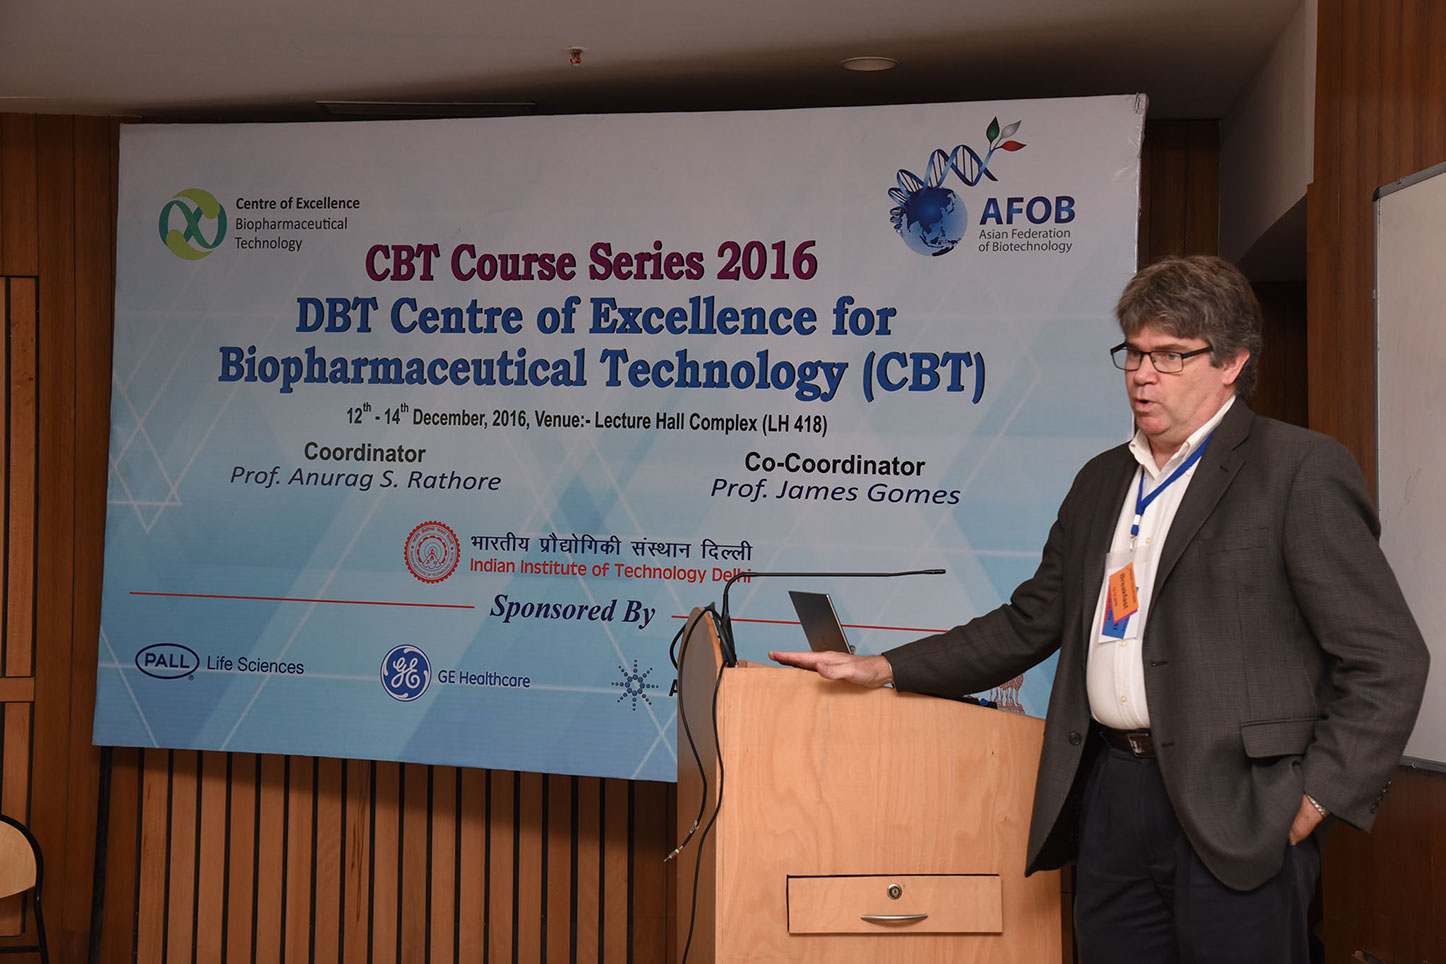 Centre of Excellence
Biopharmaceutical
Technology
AFOB
Asian Federation
of Biotechnology
CBT Course Series 2016
DBT Centre of Excellence for
Biopharmaceutical Technology (CBT)
12th - 14th December, 2016, Venue:- Lecture Hall Complex (LH 418)
Coordinator
Prof. Anurag S. Rathore
Co-Coordinator
Prof. James Gomes
भारतीय प्रौद्योगिकी संस्थान दिल्ली
Indian Institute of Technology Delhi
Sponsored By
PALL Life Sciences
GE GE Healthcare
A
Breakfast